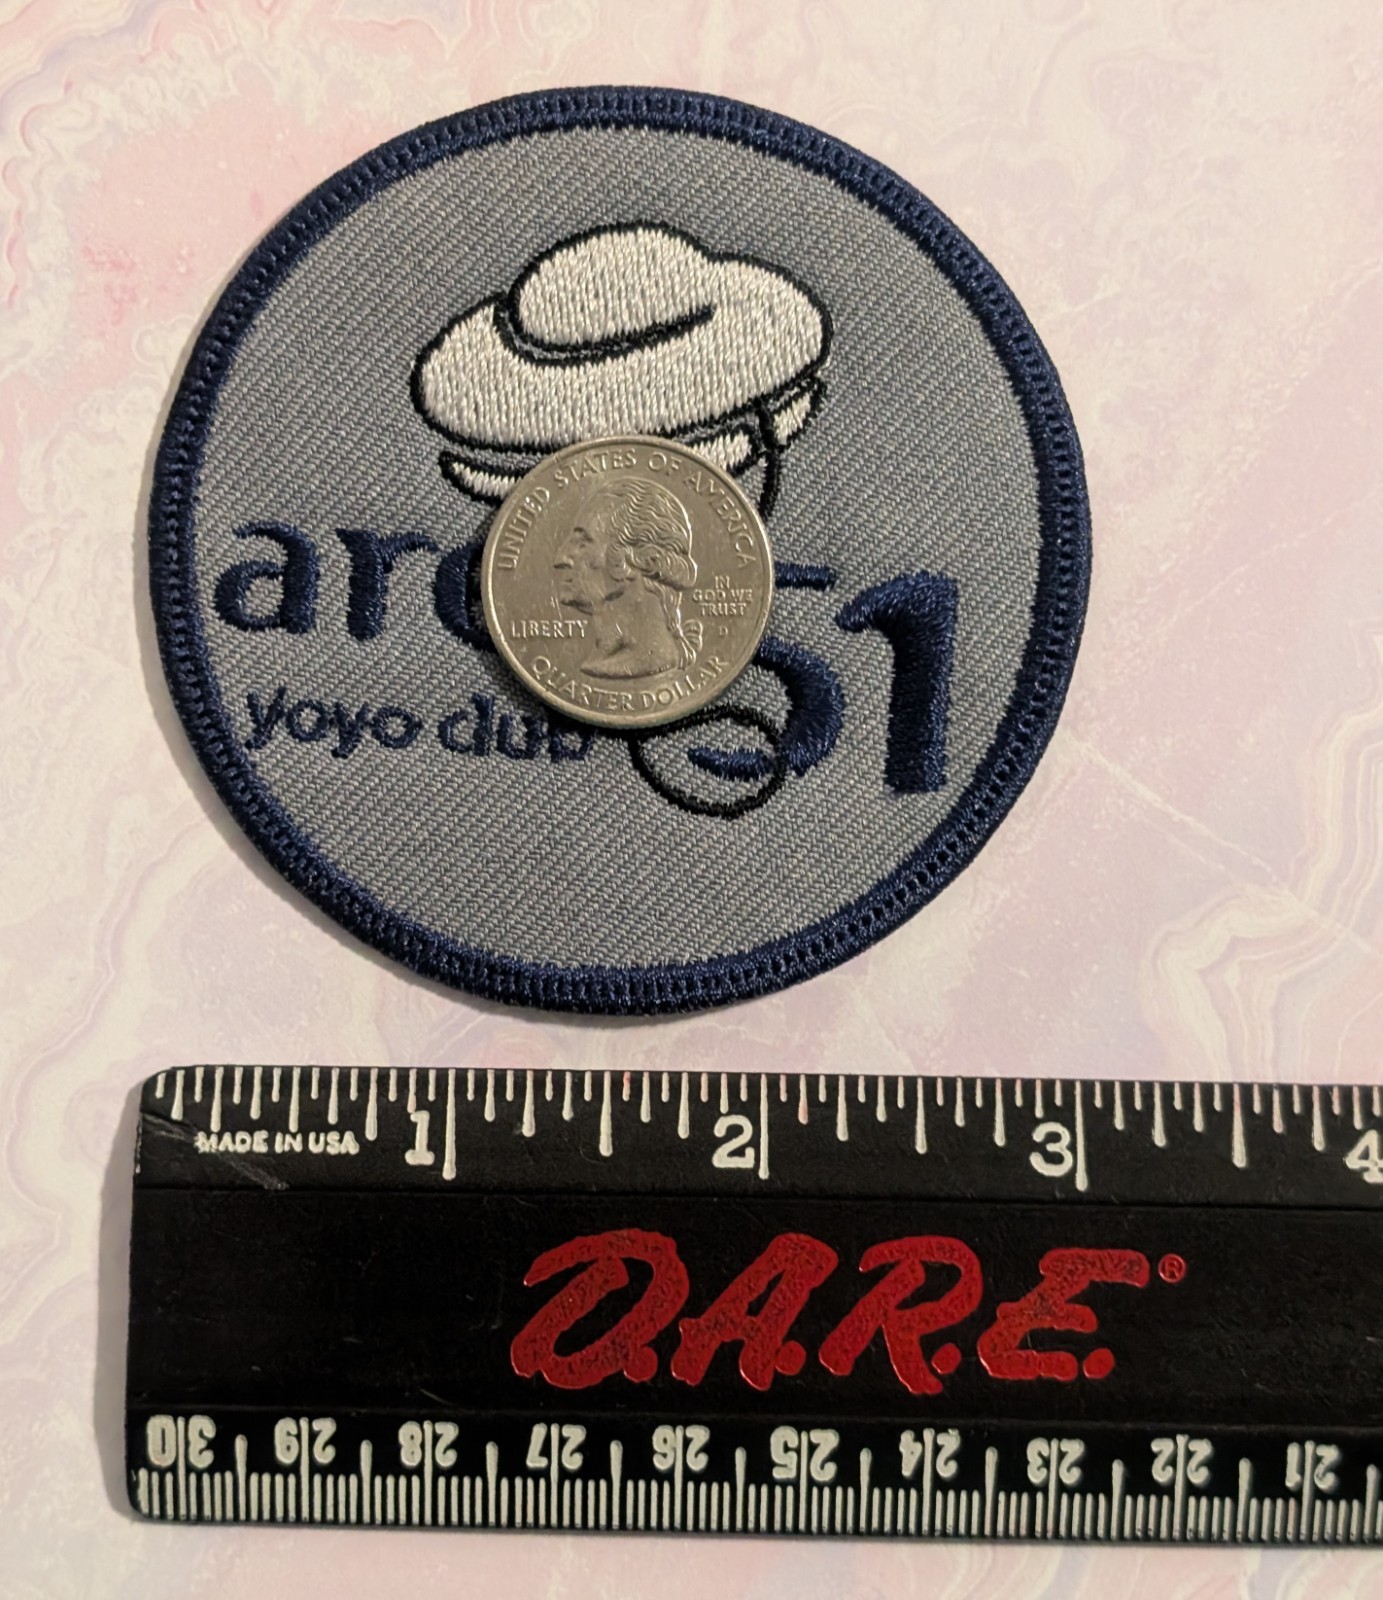 arc 51
yoyo club
UNITED STATES OF AMERICA
IN
GOD WE
TRUST
LIBERTY
D
QUARTER DOLLAR
1 2 3 4
MADE IN USA
D.A.R.E.®
30 29 28 27 26 25 24 23 22 21